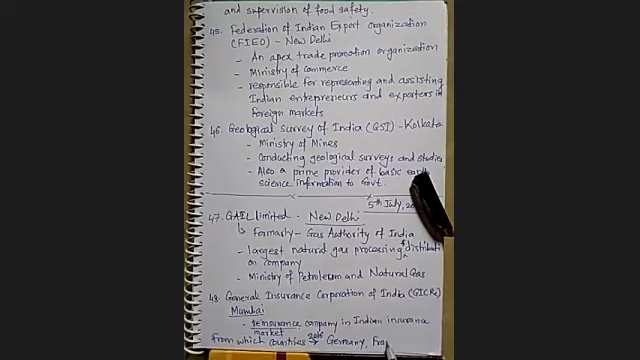 and supervision of food safety.
45. Federation of Indian Export Organization
(FIEO) - New Delhi
- An apex trade promotion organization
- Ministry of commerce
- responsible for representing and assisting
Indian entrepreneurs and exporters in
foreign markets
46. Geological Survey of India (GSI) - Kolkata
- Ministry of Mines
- Conducting geological surveys and studies
- Also a prime provider of basic earth
science information to Govt.
5th July, 20
47. GAIL Limited - New Delhi
Formarly - Gas Authority of India
- largest natural gas processing & distributi
on company
- Ministry of Petroleum and Natural Gas
48. General Insurance Corporation of India (GICRe)
Mumbai
- reinsurance company in Indian insurance
market
From which countries 2016 Germany, Fra